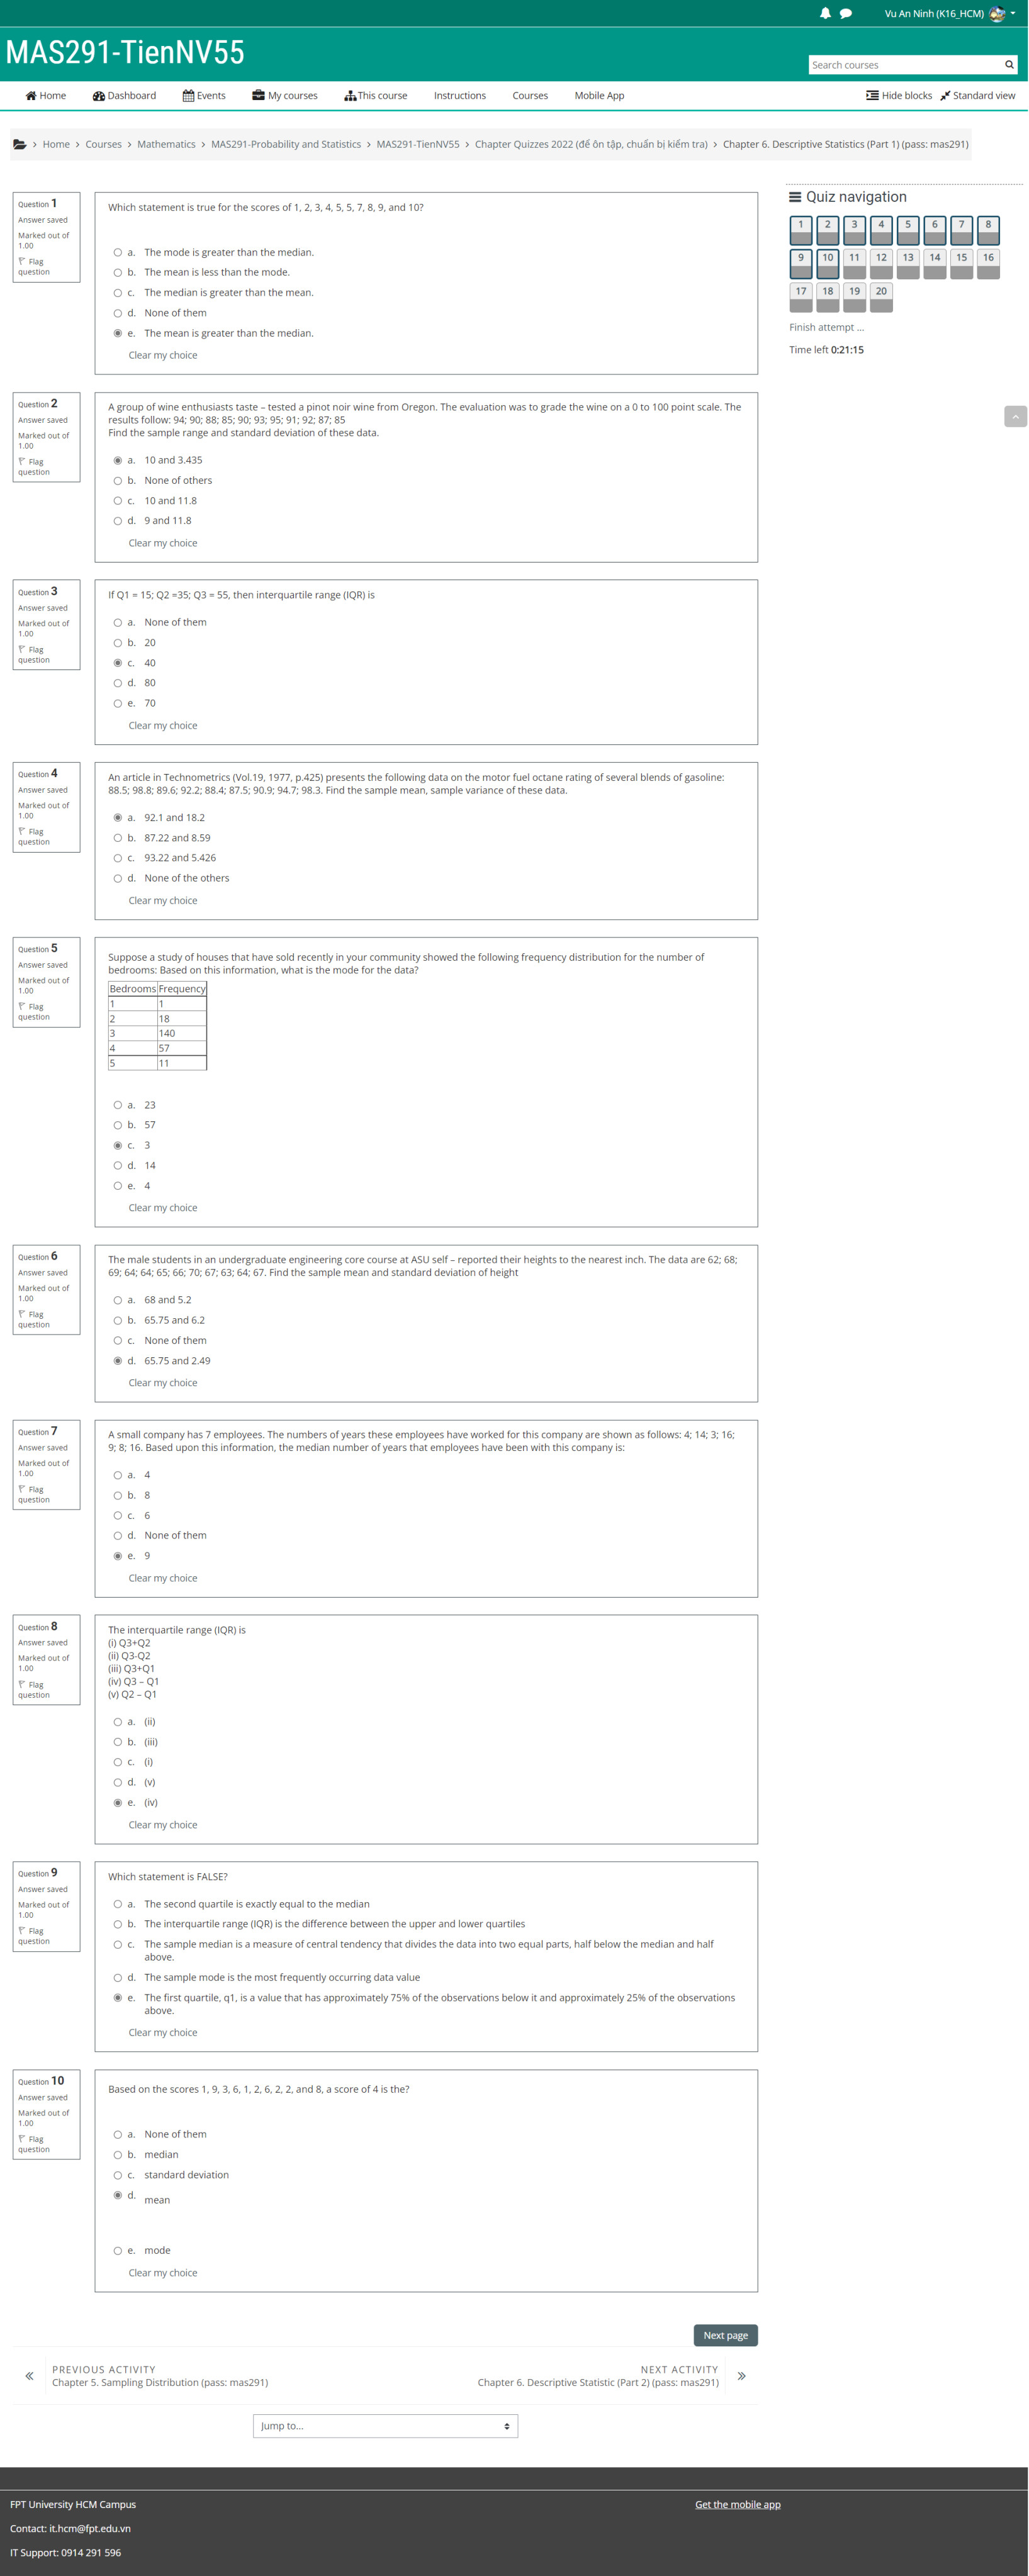 Vu An Ninh (K16_HCM)
MAS291-TienNV55
Search courses
Home Dashboard Events My courses This course Instructions Courses Mobile App Hide blocks Standard view
Home › Courses › Mathematics › MAS291-Probability and Statistics › MAS291-TienNV55 › Chapter Quizzes 2022 (để ôn tập, chuẩn bị kiểm tra) › Chapter 6. Descriptive Statistics (Part 1) (pass: mas291)
Question 1
Answer saved
Marked out of
1.00
Flag
question
Which statement is true for the scores of 1, 2, 3, 4, 5, 5, 7, 8, 9, and 10?
a. The mode is greater than the median.
b. The mean is less than the mode.
c. The median is greater than the mean.
d. None of them
e. The mean is greater than the median.
Clear my choice
Quiz navigation
1 2 3 4 5 6 7 8
9 10 11 12 13 14 15 16
17 18 19 20
Finish attempt ...
Time left 0:21:15
Question 2
Answer saved
Marked out of
1.00
Flag
question
A group of wine enthusiasts taste – tested a pinot noir wine from Oregon. The evaluation was to grade the wine on a 0 to 100 point scale. The
results follow: 94; 90; 88; 85; 90; 93; 95; 91; 92; 87; 85
Find the sample range and standard deviation of these data.
a. 10 and 3.435
b. None of others
c. 10 and 11.8
d. 9 and 11.8
Clear my choice
Question 3
Answer saved
Marked out of
1.00
Flag
question
If Q1 = 15; Q2 =35; Q3 = 55, then interquartile range (IQR) is
a. None of them
b. 20
c. 40
d. 80
e. 70
Clear my choice
Question 4
Answer saved
Marked out of
1.00
Flag
question
An article in Technometrics (Vol.19, 1977, p.425) presents the following data on the motor fuel octane rating of several blends of gasoline:
88.5; 98.8; 89.6; 92.2; 88.4; 87.5; 90.9; 94.7; 98.3. Find the sample mean, sample variance of these data.
a. 92.1 and 18.2
b. 87.22 and 8.59
c. 93.22 and 5.426
d. None of the others
Clear my choice
Question 5
Answer saved
Marked out of
1.00
Flag
question
Suppose a study of houses that have sold recently in your community showed the following frequency distribution for the number of
bedrooms: Based on this information, what is the mode for the data?
Bedrooms Frequency
1 1
2 18
3 140
4 57
5 11
a. 23
b. 57
c. 3
d. 14
e. 4
Clear my choice
Question 6
Answer saved
Marked out of
1.00
Flag
question
The male students in an undergraduate engineering core course at ASU self – reported their heights to the nearest inch. The data are 62; 68;
69; 64; 64; 65; 66; 70; 67; 63; 64; 67. Find the sample mean and standard deviation of height
a. 68 and 5.2
b. 65.75 and 6.2
c. None of them
d. 65.75 and 2.49
Clear my choice
Question 7
Answer saved
Marked out of
1.00
Flag
question
A small company has 7 employees. The numbers of years these employees have worked for this company are shown as follows: 4; 14; 3; 16;
9; 8; 16. Based upon this information, the median number of years that employees have been with this company is:
a. 4
b. 8
c. 6
d. None of them
e. 9
Clear my choice
Question 8
Answer saved
Marked out of
1.00
Flag
question
The interquartile range (IQR) is
(i) Q3+Q2
(ii) Q3-Q2
(iii) Q3+Q1
(iv) Q3 – Q1
(v) Q2 – Q1
a. (ii)
b. (iii)
c. (i)
d. (v)
e. (iv)
Clear my choice
Question 9
Answer saved
Marked out of
1.00
Flag
question
Which statement is FALSE?
a. The second quartile is exactly equal to the median
b. The interquartile range (IQR) is the difference between the upper and lower quartiles
c. The sample median is a measure of central tendency that divides the data into two equal parts, half below the median and half
above.
d. The sample mode is the most frequently occurring data value
e. The first quartile, q1, is a value that has approximately 75% of the observations below it and approximately 25% of the observations
above.
Clear my choice
Question 10
Answer saved
Marked out of
1.00
Flag
question
Based on the scores 1, 9, 3, 6, 1, 2, 6, 2, 2, and 8, a score of 4 is the?
a. None of them
b. median
c. standard deviation
d. mean
e. mode
Clear my choice
Next page
PREVIOUS ACTIVITY
Chapter 5. Sampling Distribution (pass: mas291)
NEXT ACTIVITY
Chapter 6. Descriptive Statistic (Part 2) (pass: mas291)
Jump to...
FPT University HCM Campus
Contact: it.hcm@fpt.edu.vn
IT Support: 0914 291 596
Get the mobile app